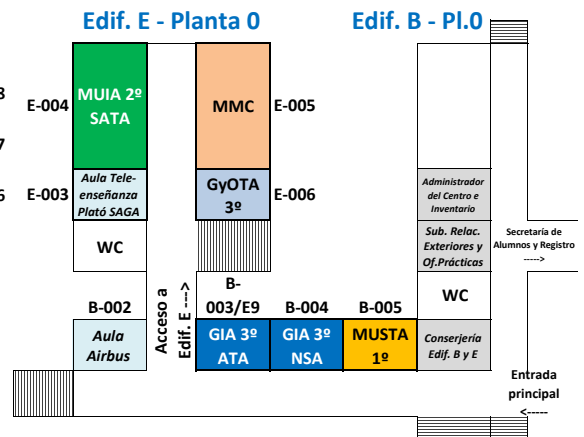 Edif. E - Planta 0
Edif. B - Pl.0
E-004
MUIA 2º
SATA
MMC
E-005
E-003
Aula Tele-
enseñanza
Plató SAGA
GyOTA
3º
E-006
Administrador
del Centro e
Inventario
WC
Sub. Relac.
Exteriores y
Of.Prácticas
Secretaría de
Alumnos y Registro
----->
B-002
Acceso a
Edif. E --->
B-
003/E9
B-004
B-005
WC
Aula
Airbus
GIA 3º
ATA
GIA 3º
NSA
MUSTA
1º
Conserjería
Edif. B y E
Entrada
principal
<-----